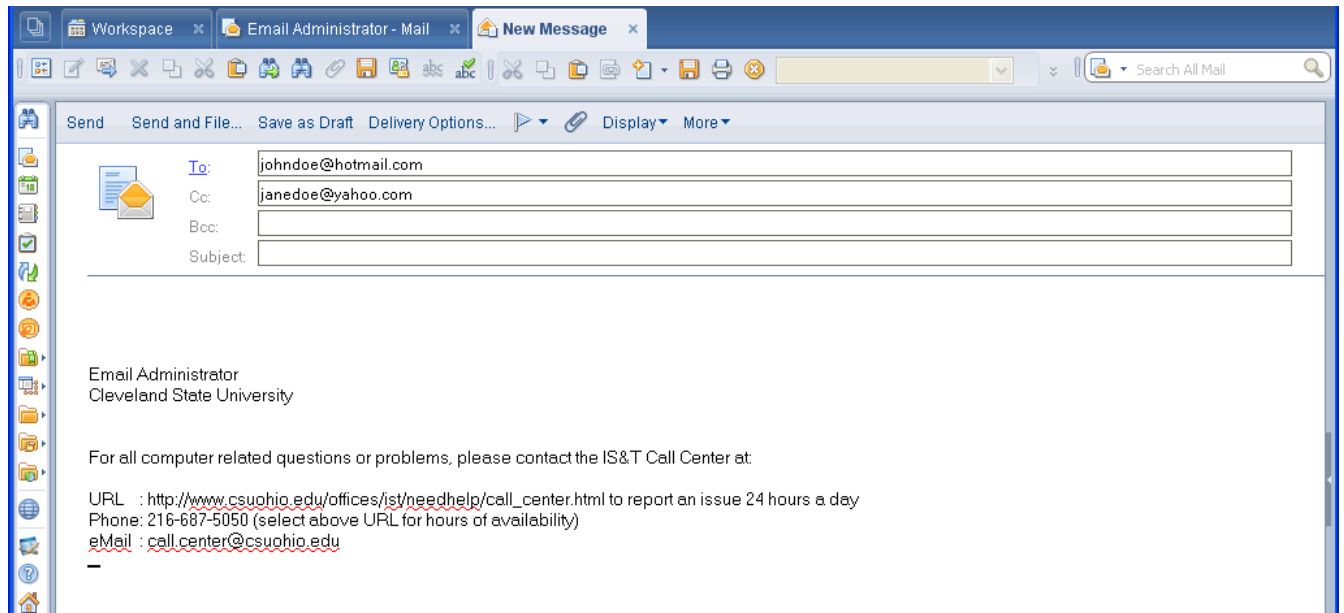 Workspace
Email Administrator - Mail
New Message
Search All Mail
Send Send and File... Save as Draft Delivery Options... Display More
To: johndoe@hotmail.com
Cc: janedoe@yahoo.com
Bcc:
Subject:
Email Administrator
Cleveland State University
For all computer related questions or problems, please contact the IS&T Call Center at:
URL : http://www.csuohio.edu/offices/ist/needhelp/call_center.html to report an issue 24 hours a day
Phone: 216-687-5050 (select above URL for hours of availability)
eMail : call.center@csuohio.edu